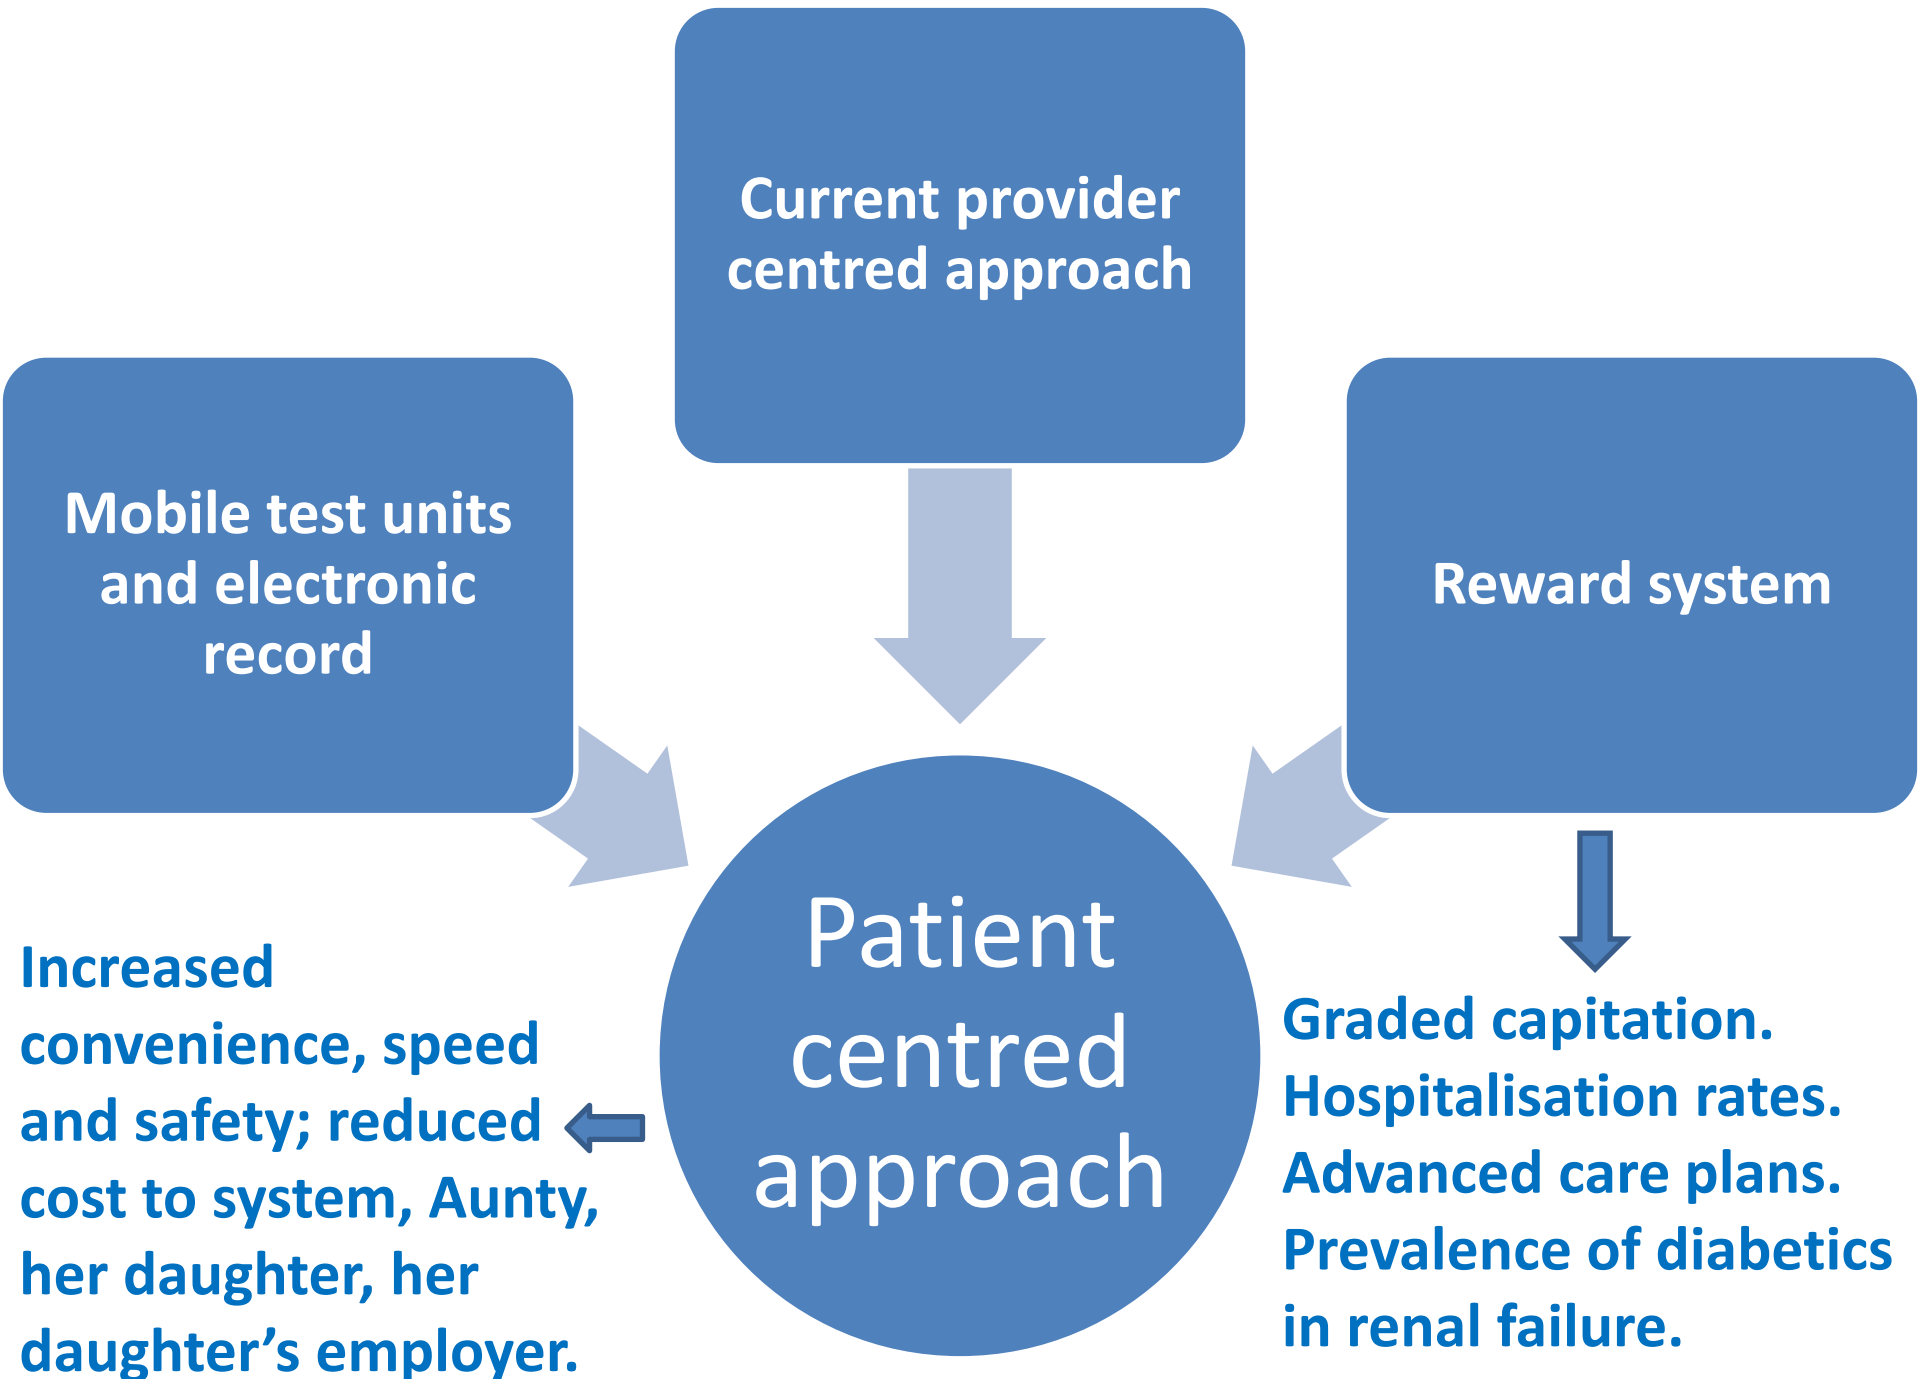 Current provider
centred approach
Mobile test units
and electronic
record
Reward system
Patient
centred
approach
Increased
convenience, speed
and safety; reduced
cost to system, Aunty,
her daughter, her
daughter’s employer.
Graded capitation.
Hospitalisation rates.
Advanced care plans.
Prevalence of diabetics
in renal failure.